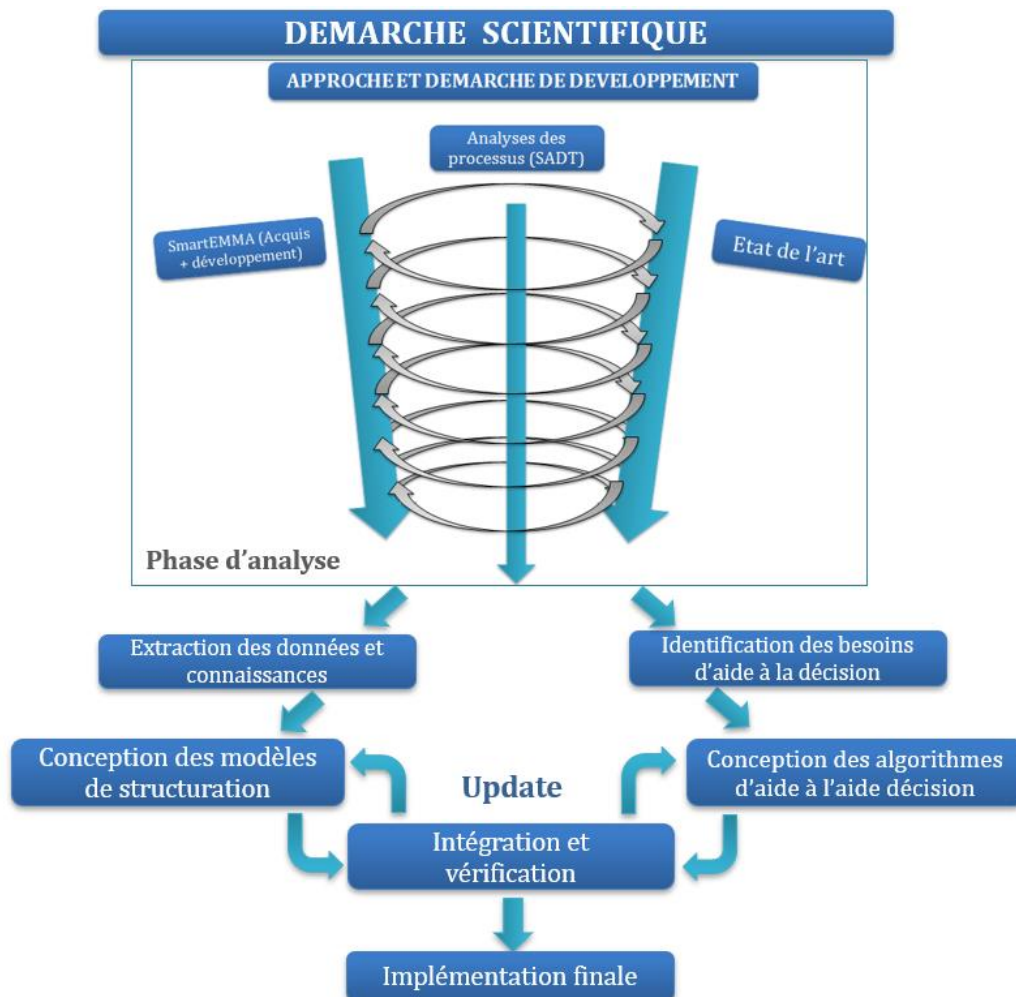 DEMARCHE SCIENTIFIQUE
APPROCHE ET DEMARCHE DE DEVELOPPEMENT
Analyses des
processus (SADT)
SmartEMMA (Acquis
+ développement)
Etat de l'art
Phase d'analyse
Extraction des données et
connaissances
Identification des besoins
d'aide à la décision
Conception des modèles
de structuration
Update
Conception des algorithmes
d'aide à l'aide décision
Intégration et
vérification
Implémentation finale